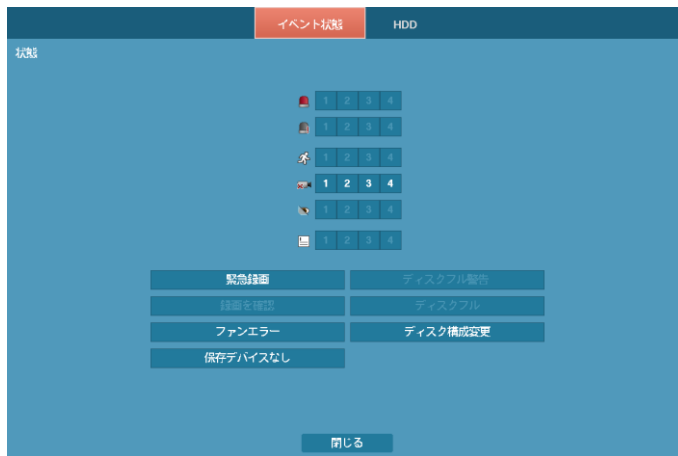 イベント状態 HDD
状態
1 2 3 4
1 2 3 4
1 2 3 4
1 2 3 4
1 2 3 4
1 2 3 4
緊急録画 ディスクフル警告
録画を確認 ディスクフル
ファンエラー ディスク構成変更
保存デバイスなし
閉じる